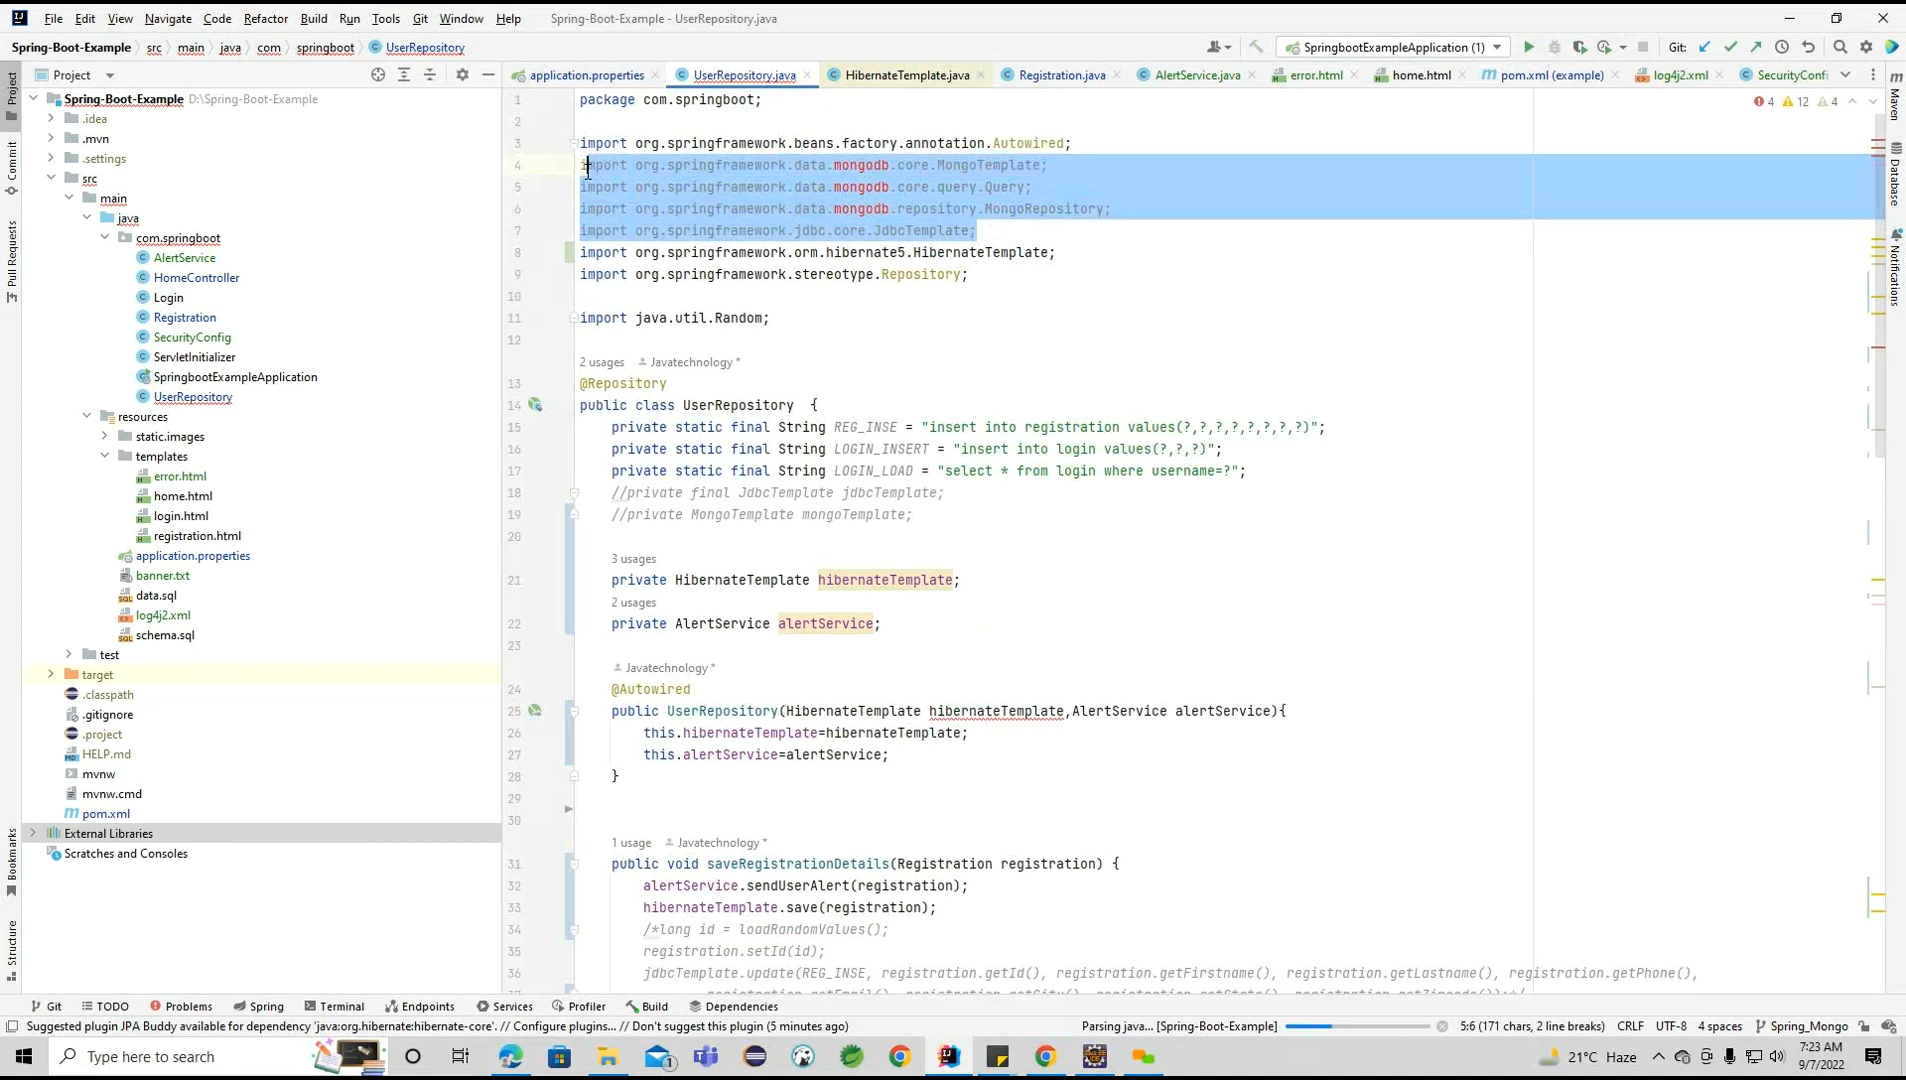 File Edit View Navigate Code Refactor Build Run Tools Git Window Help Spring-Boot-Example - UserRepository.java
Spring-Boot-Example src main java com springboot UserRepository SpringbootExampleApplication (1) Git:
Project application.properties UserRepository.java HibernateTemplate.java Registration.java AlertService.java error.html home.html pom.xml (example) log4j2.xml SecurityConfi
Project
Commit
Pull Requests
Bookmarks
Structure
Maven
Database
Notifications
4 12 4
Spring-Boot-Example D:\Spring-Boot-Example
.idea
.mvn
.settings
src
main
java
com.springboot
AlertService
HomeController
Login
Registration
SecurityConfig
ServletInitializer
SpringbootExampleApplication
UserRepository
resources
static.images
templates
error.html
home.html
login.html
registration.html
application.properties
banner.txt
data.sql
log4j2.xml
schema.sql
test
target
.classpath
.gitignore
.project
HELP.md
mvnw
mvnw.cmd
pom.xml
External Libraries
Scratches and Consoles
1 package com.springboot;
2
3 import org.springframework.beans.factory.annotation.Autowired;
4 import org.springframework.data.mongodb.core.MongoTemplate;
5 import org.springframework.data.mongodb.core.query.Query;
6 import org.springframework.data.mongodb.repository.MongoRepository;
7 import org.springframework.jdbc.core.JdbcTemplate;
8 import org.springframework.orm.hibernate5.HibernateTemplate;
9 import org.springframework.stereotype.Repository;
10
11 import java.util.Random;
12
2 usages Javatechnology *
13 @Repository
14 public class UserRepository {
15 private static final String REG_INSE = "insert into registration values(?,?,?,?,?,?,?,?)";
16 private static final String LOGIN_INSERT = "insert into login values(?,?,?)";
17 private static final String LOGIN_LOAD = "select * from login where username=?";
18 //private final JdbcTemplate jdbcTemplate;
19 //private MongoTemplate mongoTemplate;
20
3 usages
21 private HibernateTemplate hibernateTemplate;
2 usages
22 private AlertService alertService;
23
Javatechnology *
24 @Autowired
25 public UserRepository(HibernateTemplate hibernateTemplate,AlertService alertService){
26 this.hibernateTemplate=hibernateTemplate;
27 this.alertService=alertService;
28 }
29
30
1 usage Javatechnology *
31 public void saveRegistrationDetails(Registration registration) {
32 alertService.sendUserAlert(registration);
33 hibernateTemplate.save(registration);
34 /*long id = loadRandomValues();
35 registration.setId(id);
36 jdbcTemplate.update(REG_INSE, registration.getId(), registration.getFirstname(), registration.getLastname(), registration.getPhone(),
Git TODO Problems Spring Terminal Endpoints Services Profiler Build Dependencies
Suggested plugin JPA Buddy available for dependency 'java:org.hibernate:hibernate-core'. // Configure plugins... // Don't suggest this plugin (5 minutes ago) Parsing java... [Spring-Boot-Example] 5:6 (171 chars, 2 line breaks) CRLF UTF-8 4 spaces Spring_Mongo
Type here to search 1 21°C Haze 7:23 AM
9/7/2022